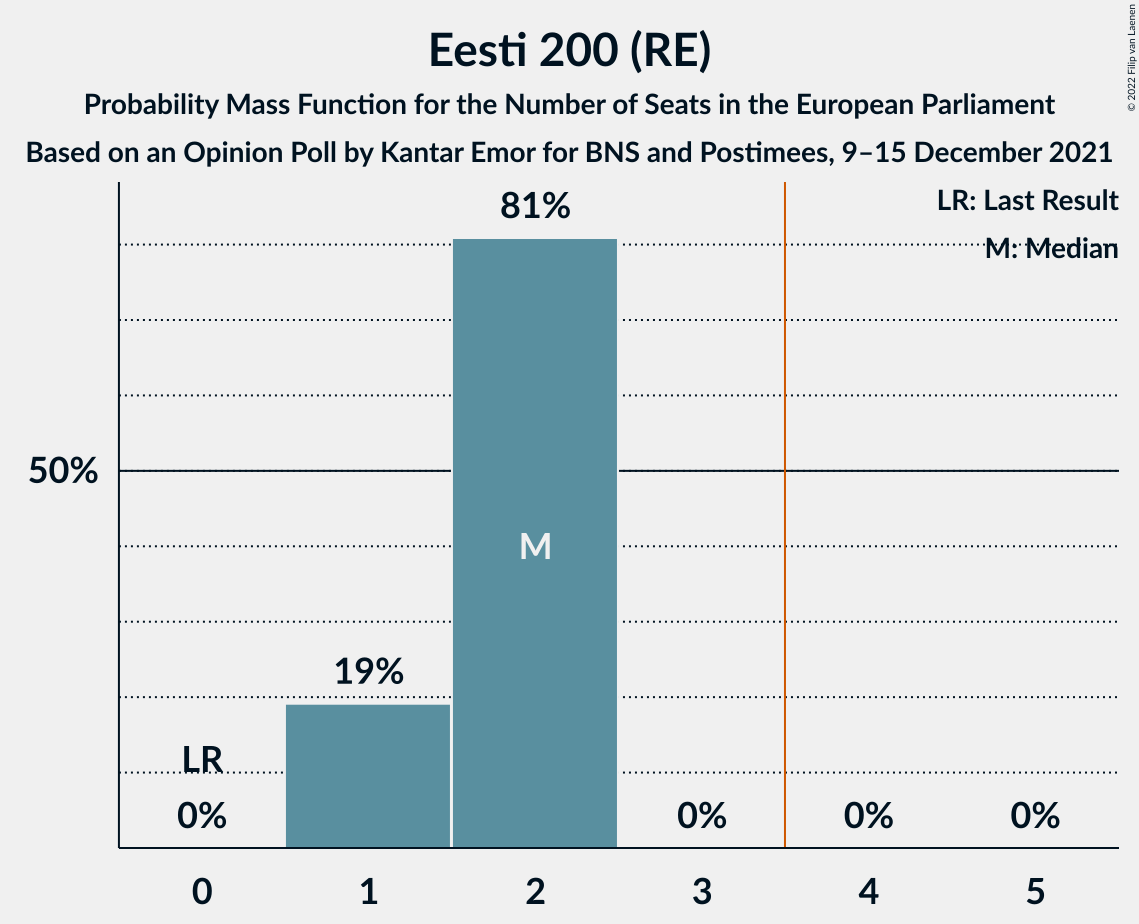 Eesti 200 (RE)
Probability Mass Function for the Number of Seats in the European Parliament
Based on an Opinion Poll by Kantar Emor for BNS and Postimees, 9–15 December 2021
© 2022 Filip van Laenen
LR: Last Result
M: Median
81%
50%
M
19%
LR
0%
0%
0%
0%
0
1
2
3
4
5